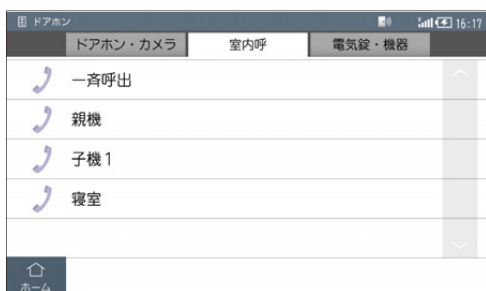 ドアホン 16:17
ドアホン・カメラ 室内呼 電気錠・機器
一斉呼出
親機
子機1
寝室
ホーム